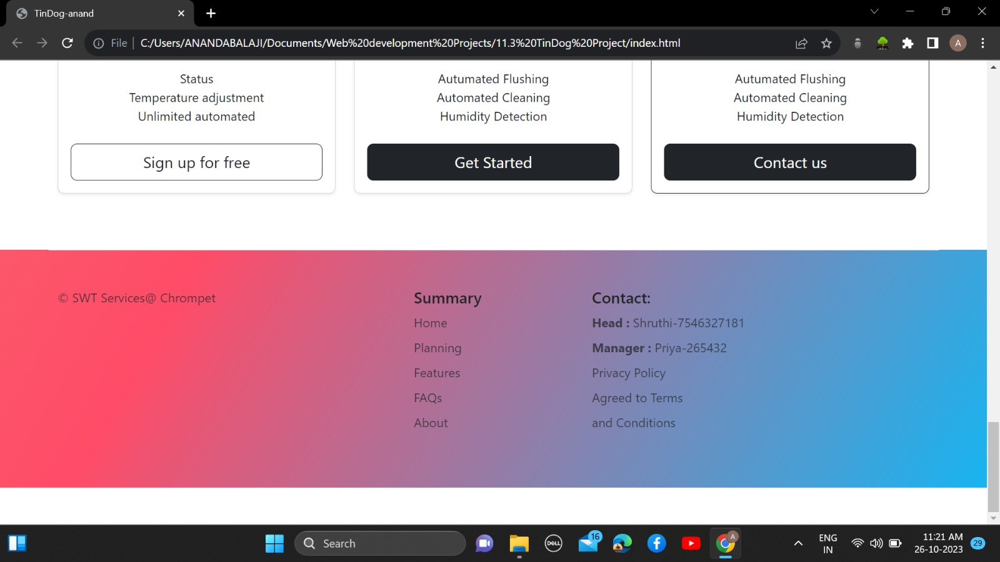 TinDog-anand
File
C:/Users/ANANDABALAJI/Documents/Web%20development%20Projects/11.3%20TinDog%20Project/index.html
A
Status
Temperature adjustment
Unlimited automated
Sign up for free
Autumated Flushing
Automated Cleaning
Humidity Detection
Get Started
Autumated Flushing
Automated Cleaning
Humidity Detection
Contact us
© SWT Services@ Chrompet
Summary
Home
Planning
Features
FAQs
About
Contact:
Head : Shruthi-7546327181
Manager : Priya-265432
Privacy Policy
Agreed to Terms
and Conditions
Search
DELL
16
A
ENG
IN
11:21 AM
26-10-2023
29